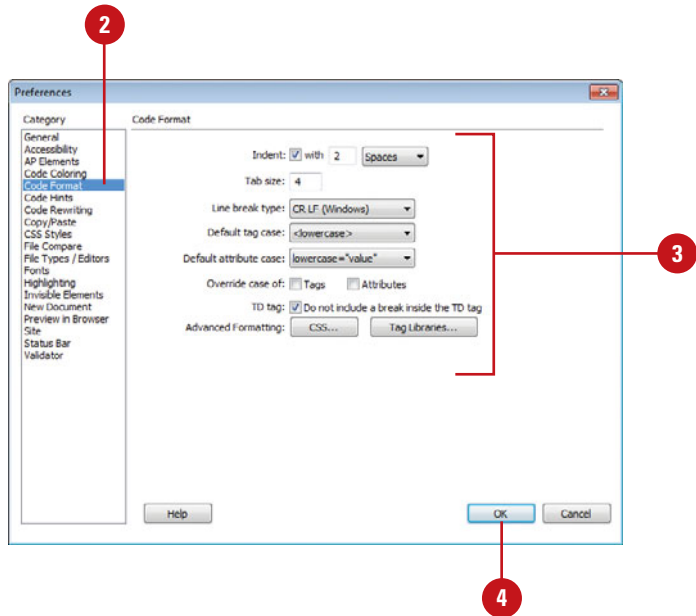 2
Preferences
Category
Code Format
General
Accessibility
AP Elements
Code Coloring
Code Format
Code Hints
Code Rewriting
Copy/Paste
CSS Styles
File Compare
File Types / Editors
Fonts
Highlighting
Invisible Elements
New Document
Preview in Browser
Site
Status Bar
Validator
Indent: with 2 Spaces
Tab size: 4
Line break type: CR LF (Windows)
Default tag case: <lowercase>
Default attribute case: lowercase="value"
Override case of: Tags Attributes
TD tag: Do not include a break inside the TD tag
Advanced Formatting: CSS... Tag Libraries...
3
Help OK Cancel
4